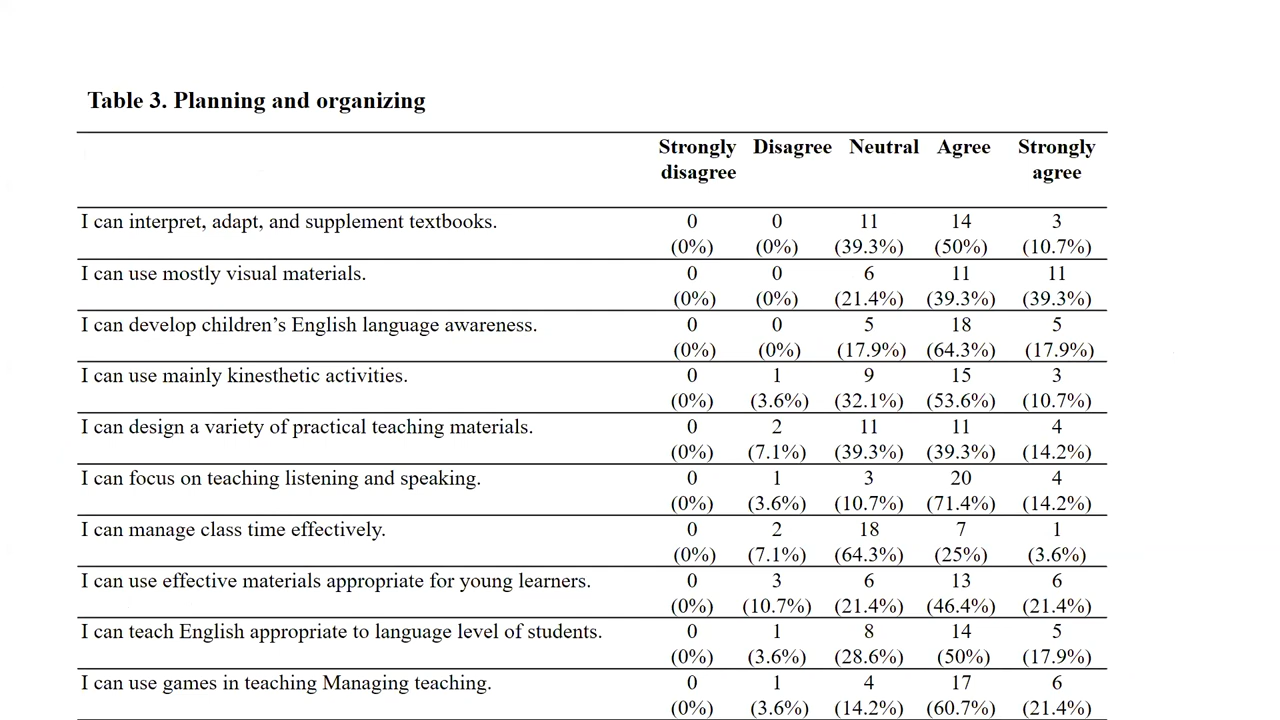 Table 3. Planning and organizing
Strongly disagree Disagree Neutral Agree Strongly agree
I can interpret, adapt, and supplement textbooks. 0 0 11 14 3
(0%) (0%) (39.3%) (50%) (10.7%)
I can use mostly visual materials. 0 0 6 11 11
(0%) (0%) (21.4%) (39.3%) (39.3%)
I can develop children’s English language awareness. 0 0 5 18 5
(0%) (0%) (17.9%) (64.3%) (17.9%)
I can use mainly kinesthetic activities. 0 1 9 15 3
(0%) (3.6%) (32.1%) (53.6%) (10.7%)
I can design a variety of practical teaching materials. 0 2 11 11 4
(0%) (7.1%) (39.3%) (39.3%) (14.2%)
I can focus on teaching listening and speaking. 0 1 3 20 4
(0%) (3.6%) (10.7%) (71.4%) (14.2%)
I can manage class time effectively. 0 2 18 7 1
(0%) (7.1%) (64.3%) (25%) (3.6%)
I can use effective materials appropriate for young learners. 0 3 6 13 6
(0%) (10.7%) (21.4%) (46.4%) (21.4%)
I can teach English appropriate to language level of students. 0 1 8 14 5
(0%) (3.6%) (28.6%) (50%) (17.9%)
I can use games in teaching Managing teaching. 0 1 4 17 6
(0%) (3.6%) (14.2%) (60.7%) (21.4%)